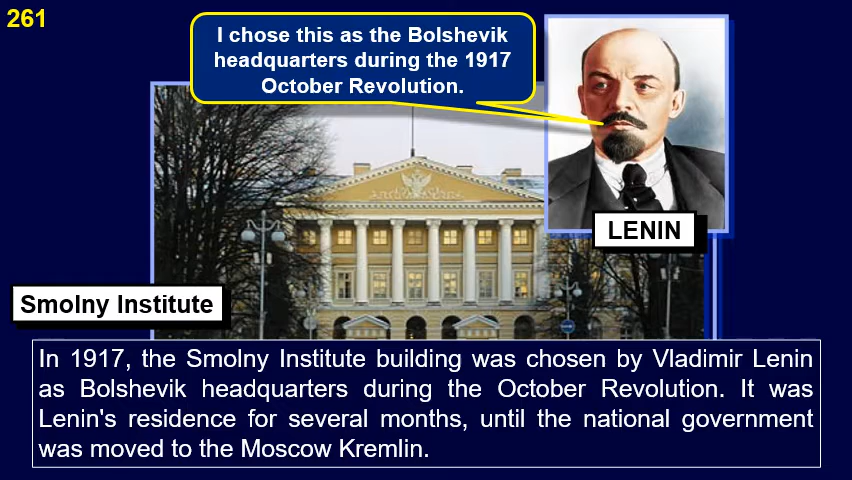 261
I chose this as the Bolshevik
headquarters during the 1917
October Revolution.
LENIN
Smolny Institute
In 1917, the Smolny Institute building was chosen by Vladimir Lenin
as Bolshevik headquarters during the October Revolution. It was
Lenin's residence for several months, until the national government
was moved to the Moscow Kremlin.